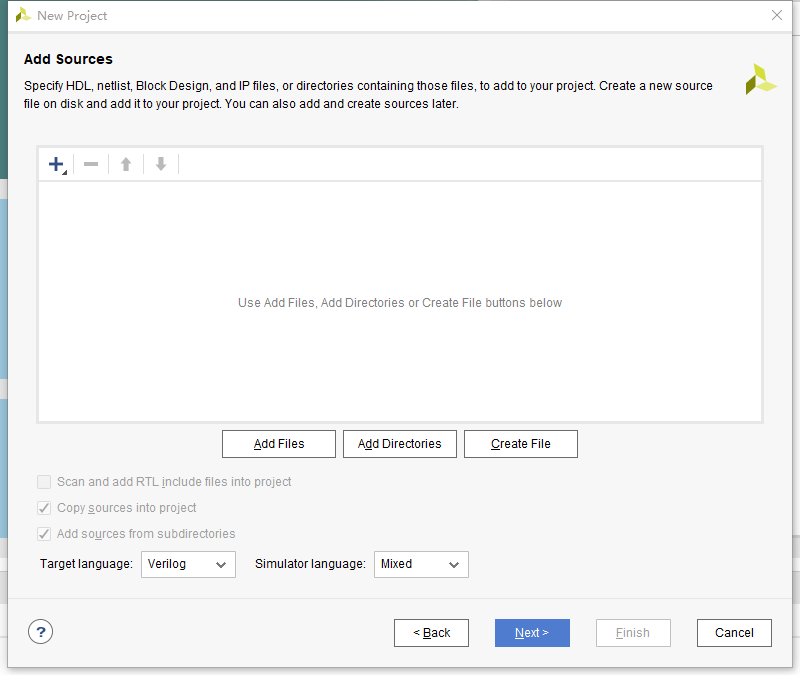 New Project
Add Sources
Specify HDL, netlist, Block Design, and IP files, or directories containing those files, to add to your project. Create a new source
file on disk and add it to your project. You can also add and create sources later.
Use Add Files, Add Directories or Create File buttons below
Add Files
Add Directories
Create File
Scan and add RTL include files into project
Copy sources into project
Add sources from subdirectories
Target language: Verilog Simulator language: Mixed
? < Back Next > Finish Cancel